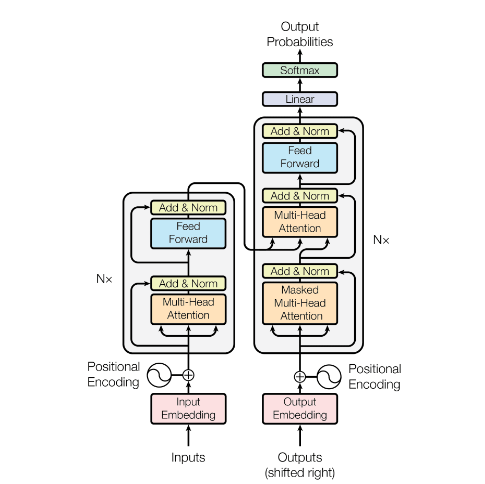 Output
Probabilities
Softmax
Linear
Add & Norm
Feed
Forward
Add & Norm
Multi-Head
Attention
Add & Norm
Masked
Multi-Head
Attention
N×
Positional
Encoding
Output
Embedding
Outputs
(shifted right)
Add & Norm
Feed
Forward
Add & Norm
Multi-Head
Attention
N×
Positional
Encoding
Input
Embedding
Inputs